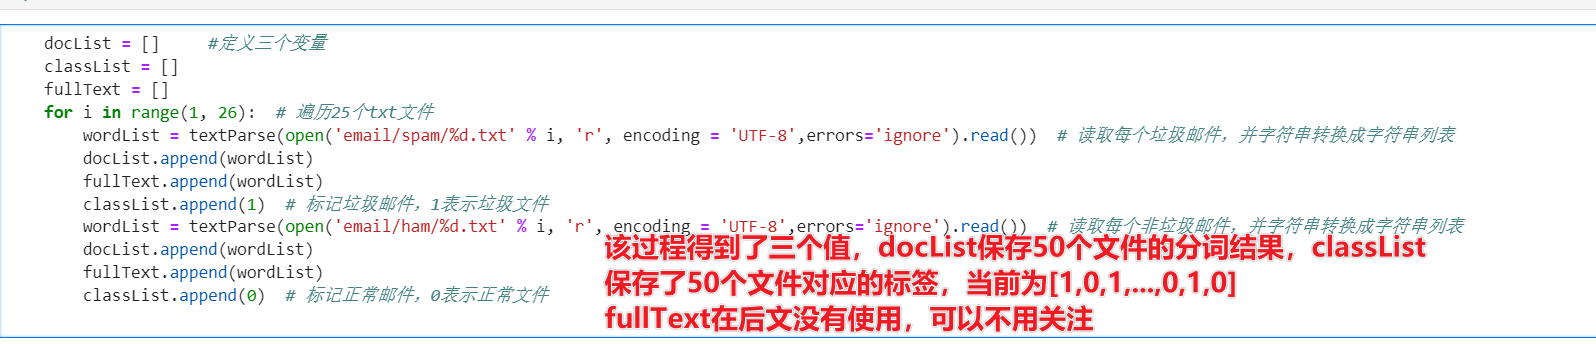 docList = []     #定义三个变量
classList = []
fullText = []
for i in range(1, 26):  # 遍历25个txt文件
    wordList = textParse(open('email/spam/%d.txt' % i, 'r', encoding = 'UTF-8',errors='ignore').read())  # 读取每个垃圾邮件，并字符串转换成字符串列表
    docList.append(wordList)
    fullText.append(wordList)
    classList.append(1)  # 标记垃圾邮件，1表示垃圾文件
    wordList = textParse(open('email/ham/%d.txt' % i, 'r', encoding = 'UTF-8',errors='ignore').read())  # 读取每个非垃圾邮件，并字符串转换成字符串列表
    docList.append(wordList)
    fullText.append(wordList)
    classList.append(0)  # 标记正常邮件，0表示正常文件
该过程得到了三个值，docList保存50个文件的分词结果，classList
保存了50个文件对应的标签，当前为[1,0,1,...,0,1,0]
fullText在后文没有使用，可以不用关注